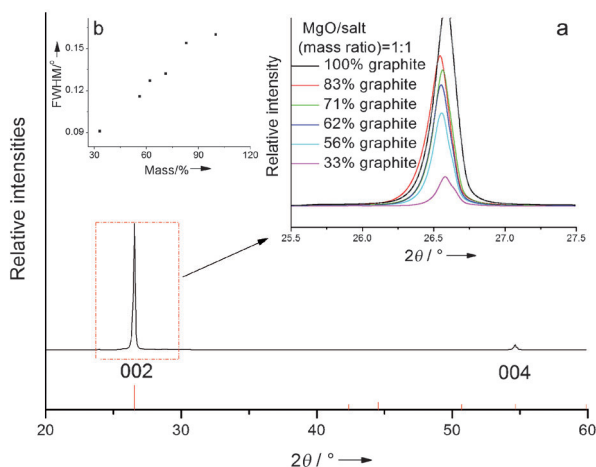 b
FWHM/°
0.15
0.12
0.09
30 60 90 120
Mass/%
a
MgO/salt
(mass ratio)=1:1
100% graphite
83% graphite
71% graphite
62% graphite
56% graphite
33% graphite
Relative intensity
25.5 26.0 26.5 27.0 27.5
2θ / °
Relative intensities
002
004
20 30 40 50 60
2θ / °